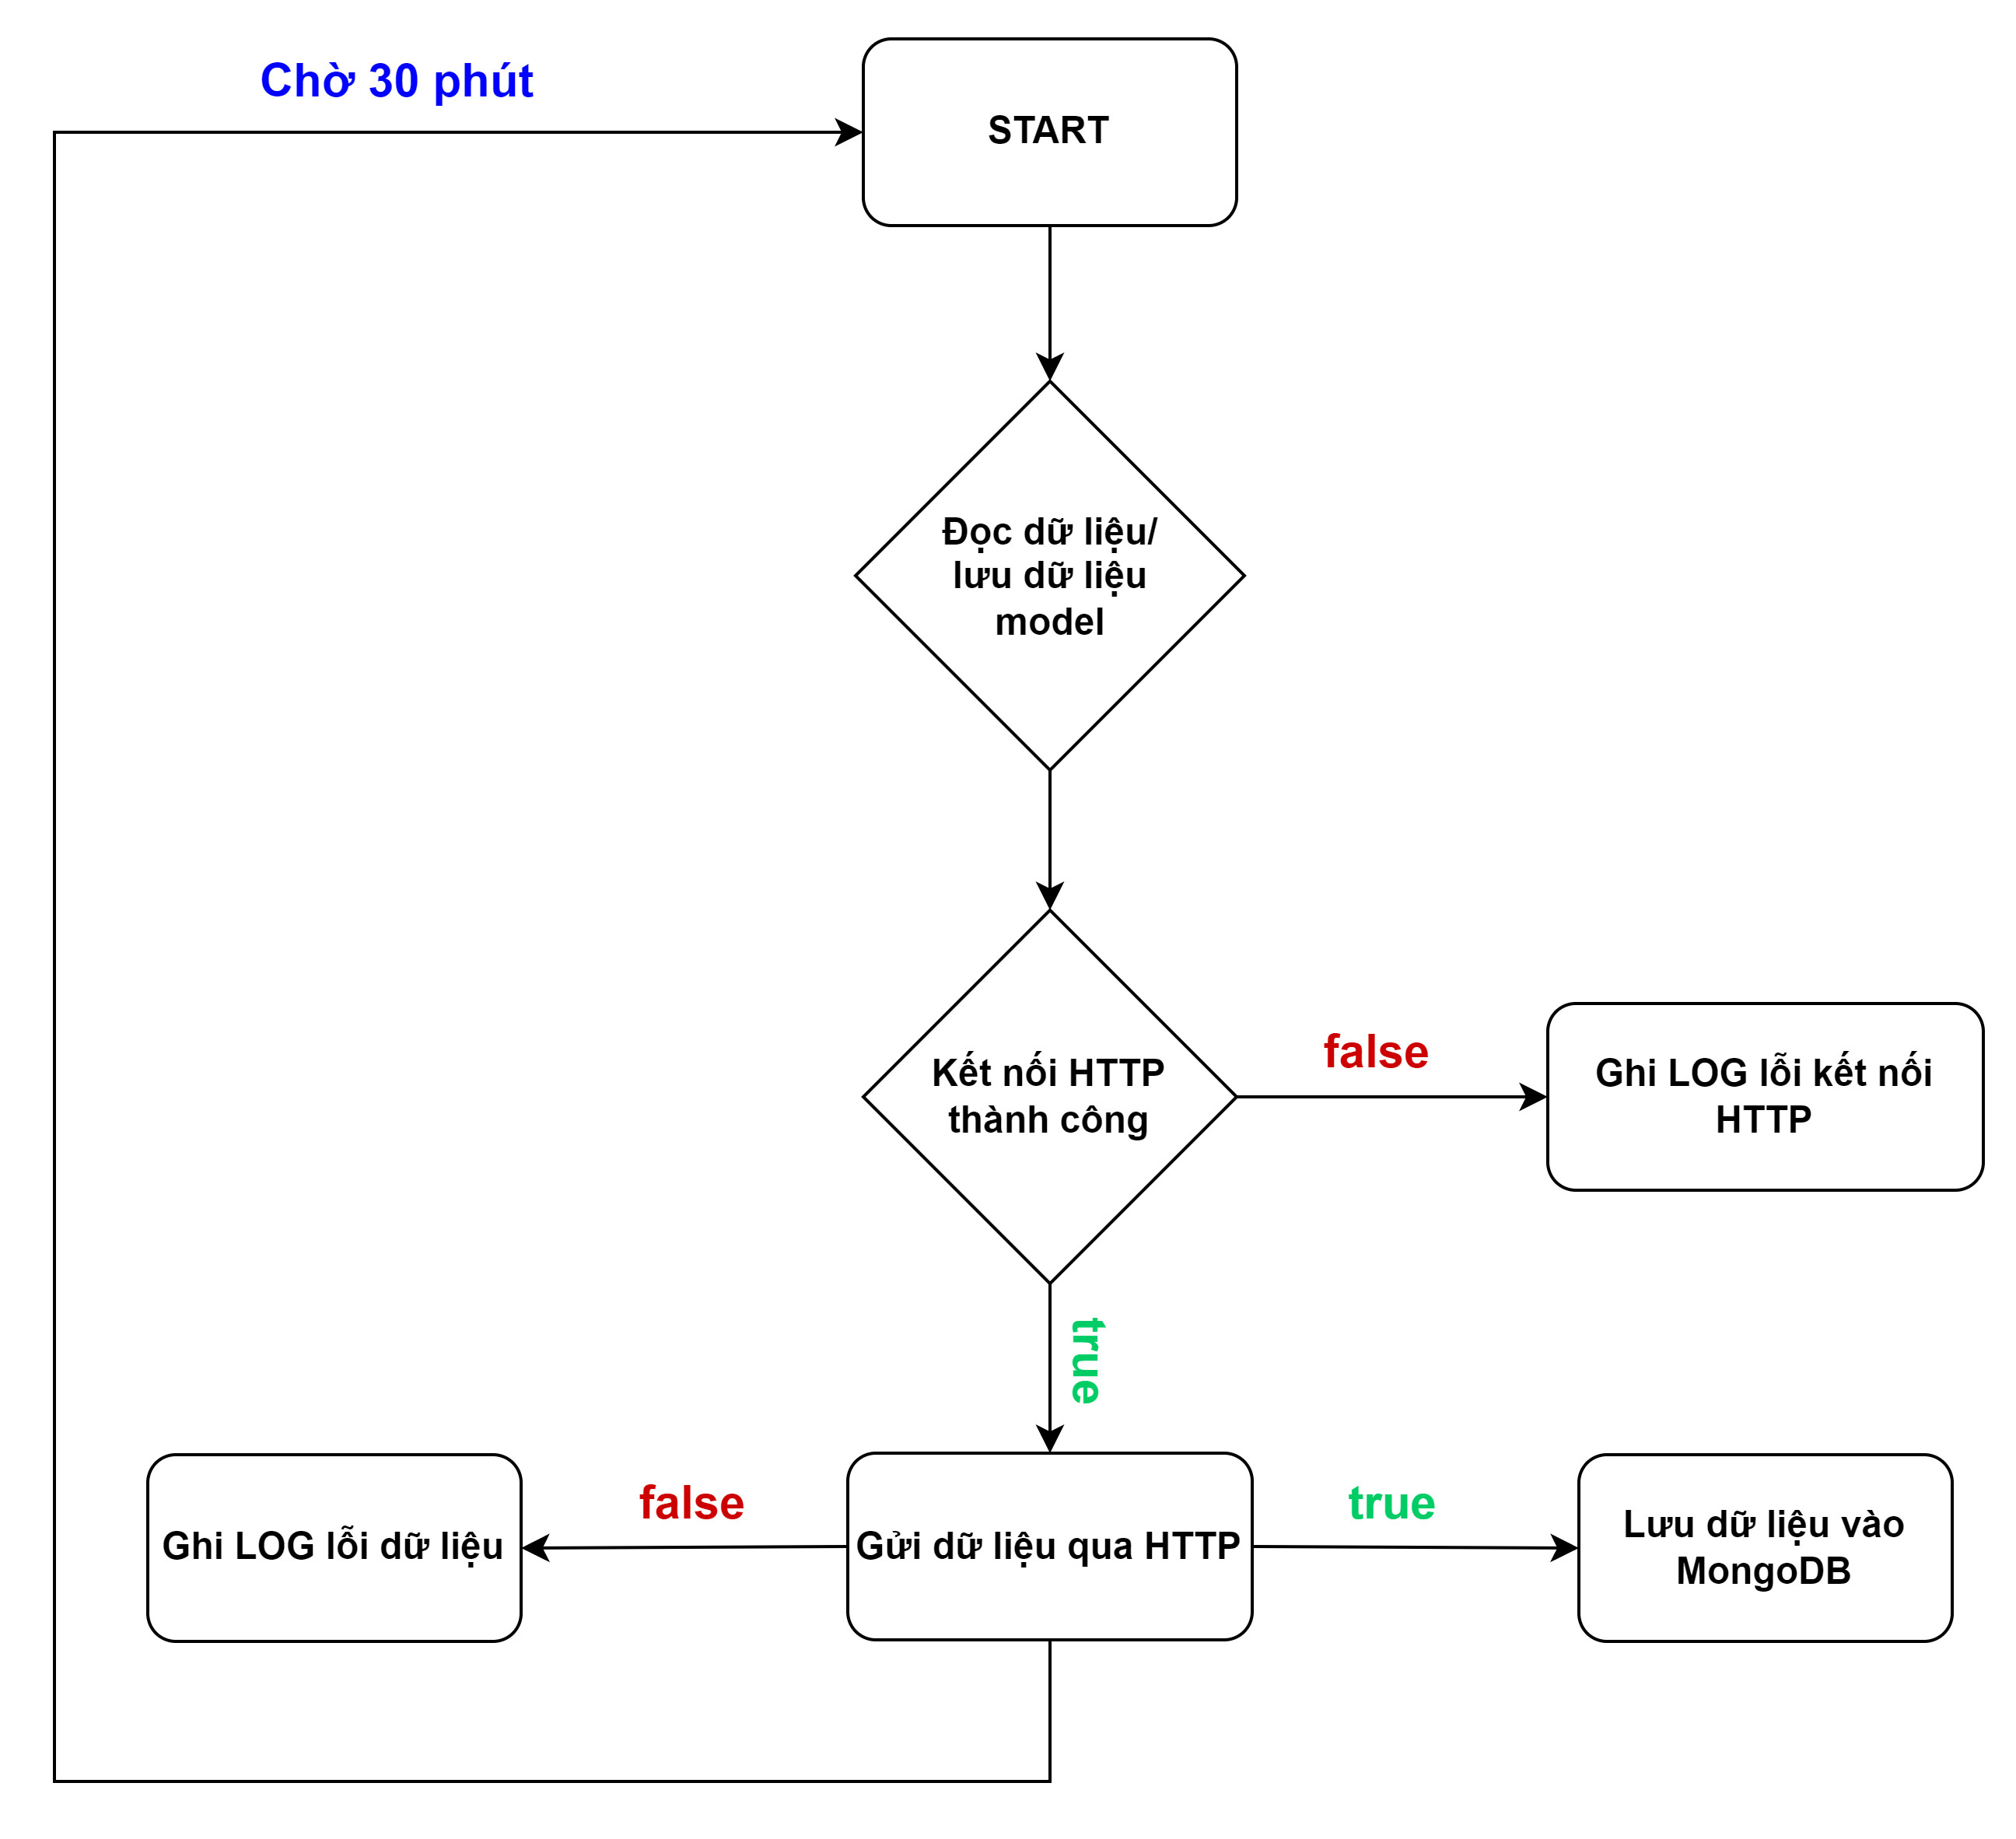 Chờ 30 phút
START
Đọc dữ liệu/
lưu dữ liệu
model
Kết nối HTTP
thành công
false
Ghi LOG lỗi kết nối
HTTP
true
Ghi LOG lỗi dữ liệu
false
Gửi dữ liệu qua HTTP
true
Lưu dữ liệu vào
MongoDB